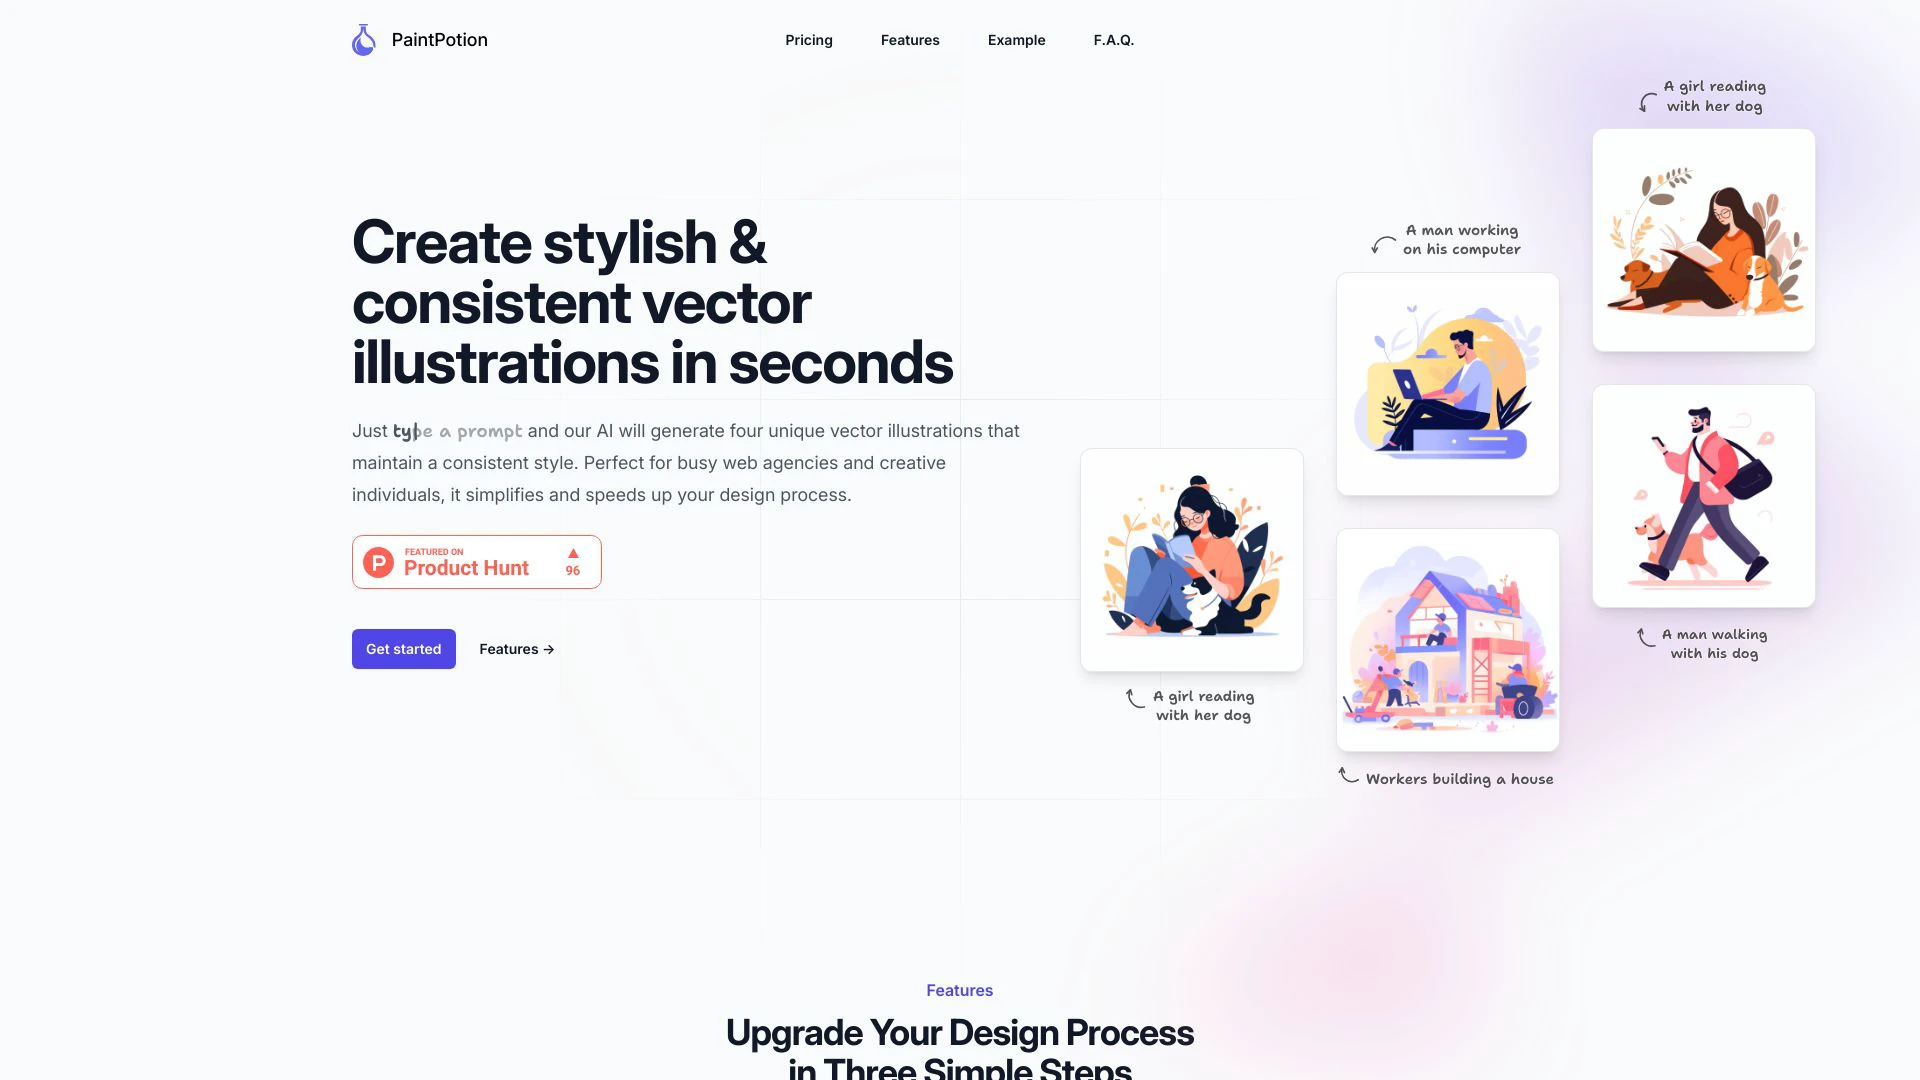 PaintPotion
Pricing
Features
Example
F.A.Q.
Create stylish &
consistent vector
illustrations in seconds
Just type a prompt and our AI will generate four unique vector illustrations that
maintain a consistent style. Perfect for busy web agencies and creative
individuals, it simplifies and speeds up your design process.
FEATURED ON
Product Hunt
96
Get started
Features →
A girl reading
with her dog
A man working
on his computer
Workers building a house
A girl reading
with her dog
A man walking
with his dog
Features
Upgrade Your Design Process
in Three Simple Steps